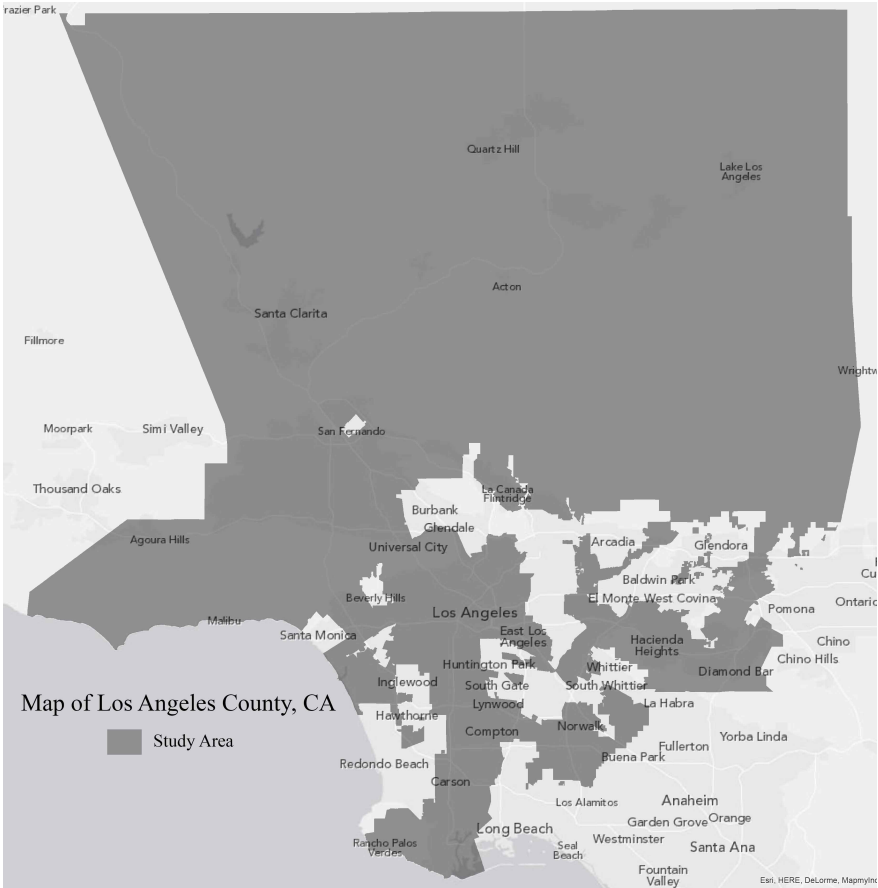 razier Park
Quartz Hill
Lake Los
Angeles
Acton
Santa Clarita
Fillmore
Wrightw
Moorpark
Simi Valley
San Fernando
Thousand Oaks
La Canada
Flintridge
Burbank
Glendale
Agoura Hills
Universal City
Arcadia
Glendora
Baldwin Park
Cu
Beverly Hills
El Monte West Covina
Ontario
Los Angeles
Pomona
Malibu
Santa Monica
East Los
Angeles
Hacienda
Heights
Chino
Chino Hills
Huntington Park
Whittier
Diamond Bar
Inglewood
South Gate
South Whittier
Map of Los Angeles County, CA
Lynwood
La Habra
Hawthorne
Study Area
Compton
Norwalk
Yorba Linda
Fullerton
Buena Park
Redondo Beach
Carson
Los Alamitos
Anaheim
Garden Grove
Orange
Long Beach
Westminster
Rancho Palos
Verdes
Seal
Beach
Santa Ana
Fountain
Valley
Esri, HERE, DeLorme, MapmyInd